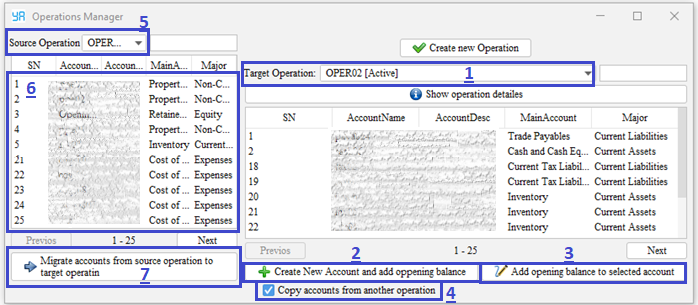 YA Operations Manager
5
Source Operation OPER...
Create new Operation
SN Accoun... Accou... MainA... Major
Target Operation: OPER02 [Active]
1
Show operation detailes
6
1 Propert... Non-C...
2 Propert... Non-C...
3 Retaine... Equity
4 Propert... Non-C...
5 Inventory Current...
21 Cost of ... Expenses
22 Cost of ... Expenses
23 Cost of ... Expenses
24 Cost of ... Expenses
25 Cost of ... Expenses
Previos 1 - 25 Next
SN AccountName AccountDesc MainAccount Major
1 Trade Payables Current Liabilities
2 Cash and Cash Eq... Current Assets
18 Current Tax Liabil... Current Liabilities
19 Current Tax Liabil... Current Liabilities
20 Inventory Current Assets
21 Inventory Current Assets
22 Inventory Current Assets
Previos 1 - 25 Next
Migrate accounts from source operation to
target operatin
7
2
Create New Account and add oppening balance
3
Add opening balance to selected account
Copy accounts from another operation
4